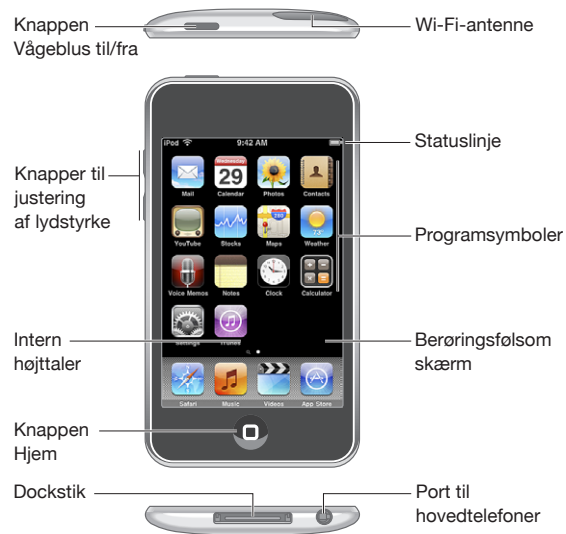 Knappen
Vågeblus til/fra
Wi-Fi-antenne
iPod 9:42 AM
Statuslinje
Wednesday
29
280
Mail Calendar Photos Contacts
Knapper til
justering
af lydstyrke
73°
YouTube Stocks Maps Weather
Programsymboler
Voice Memos Notes Clock Calculator
Intern
højttaler
Settings iTunes
Berøringsfølsom
skærm
Safari Music Videos App Store
Knappen
Hjem
Dockstik
Port til
hovedtelefoner